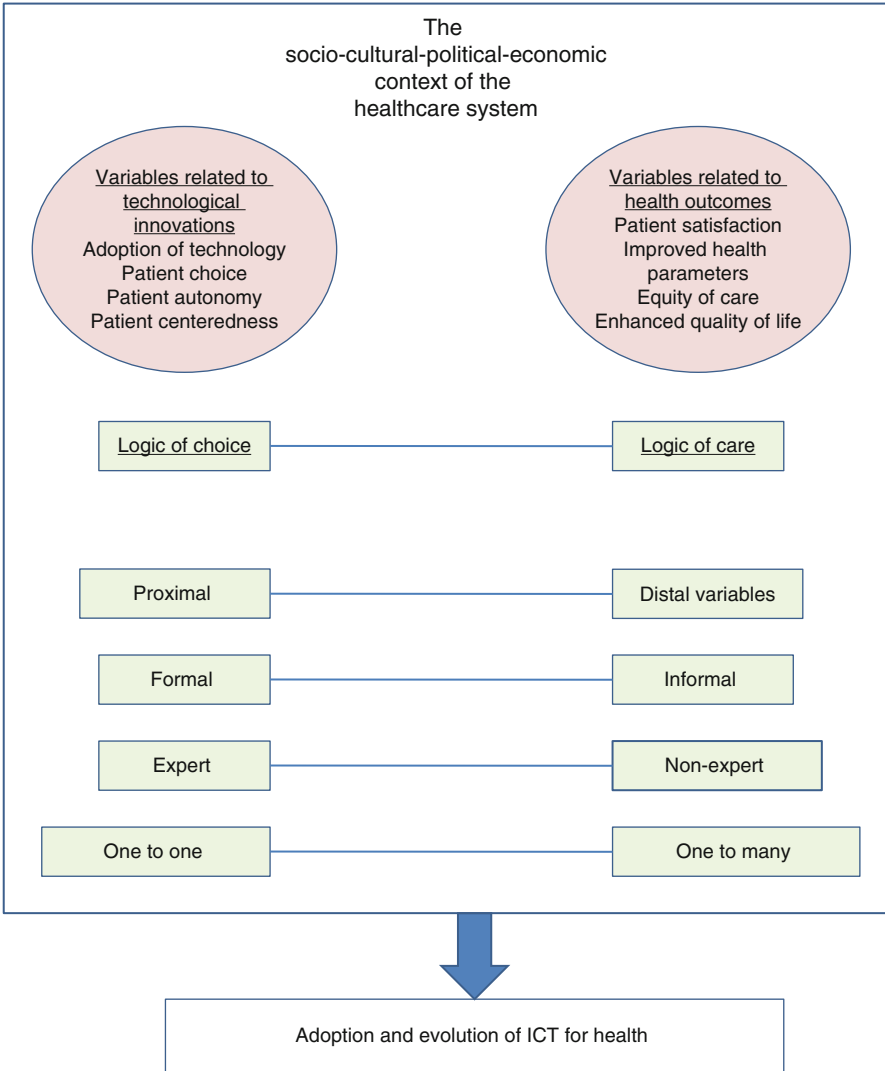 The
socio-cultural-political-economic
context of the
healthcare system
Variables related to
technological
innovations
Adoption of technology
Patient choice
Patient autonomy
Patient centeredness
Variables related to
health outcomes
Patient satisfaction
Improved health
parameters
Equity of care
Enhanced quality of life
Logic of choice
Logic of care
Proximal
Distal variables
Formal
Informal
Expert
Non-expert
One to one
One to many
Adoption and evolution of ICT for health